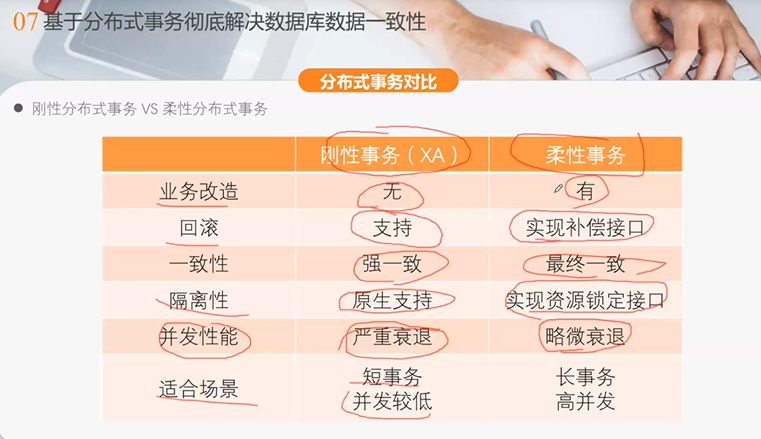 07 基于分布式事务彻底解决数据库数据一致性
分布式事务对比
刚性分布式事务 VS 柔性分布式事务
刚性事务（XA） 柔性事务
业务改造 无 有
回滚 支持 实现补偿接口
一致性 强一致 最终一致
隔离性 原生支持 实现资源锁定接口
并发性能 严重衰退 略微衰退
适合场景 短事务 长事务
并发较低 高并发